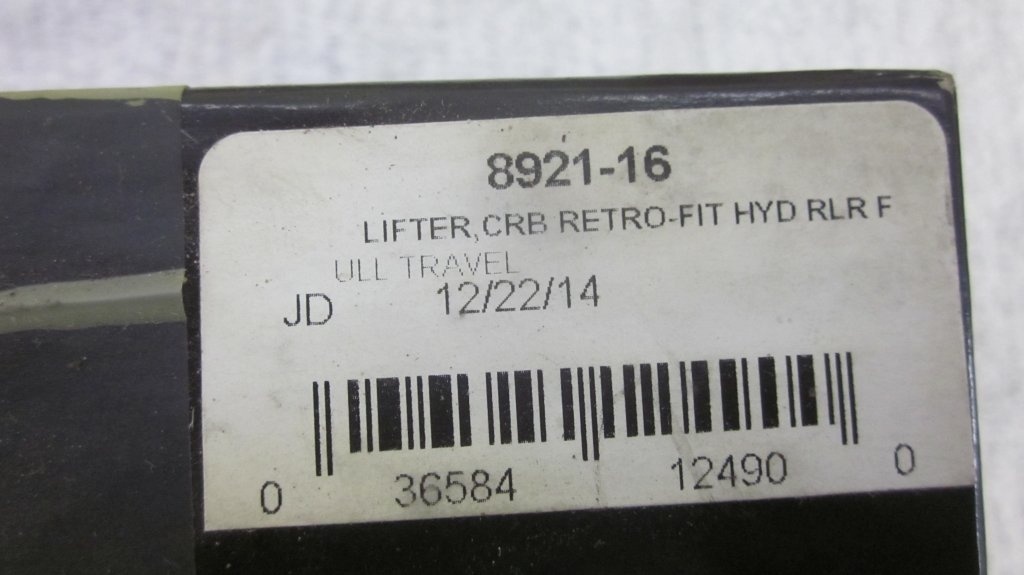 8921-16
LIFTER,CRB RETRO-FIT HYD RLR F
ULL TRAVEL
JD 12/22/14
0 36584 12490 0